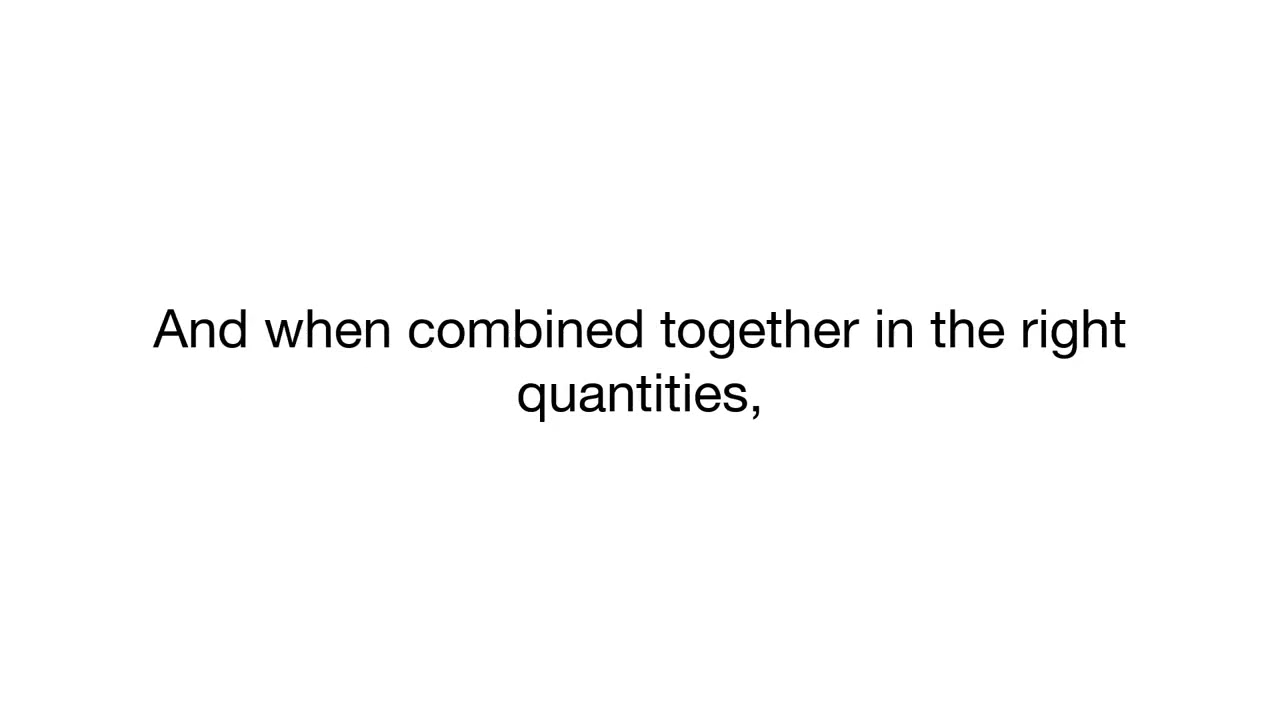 And when combined together in the right
quantities,